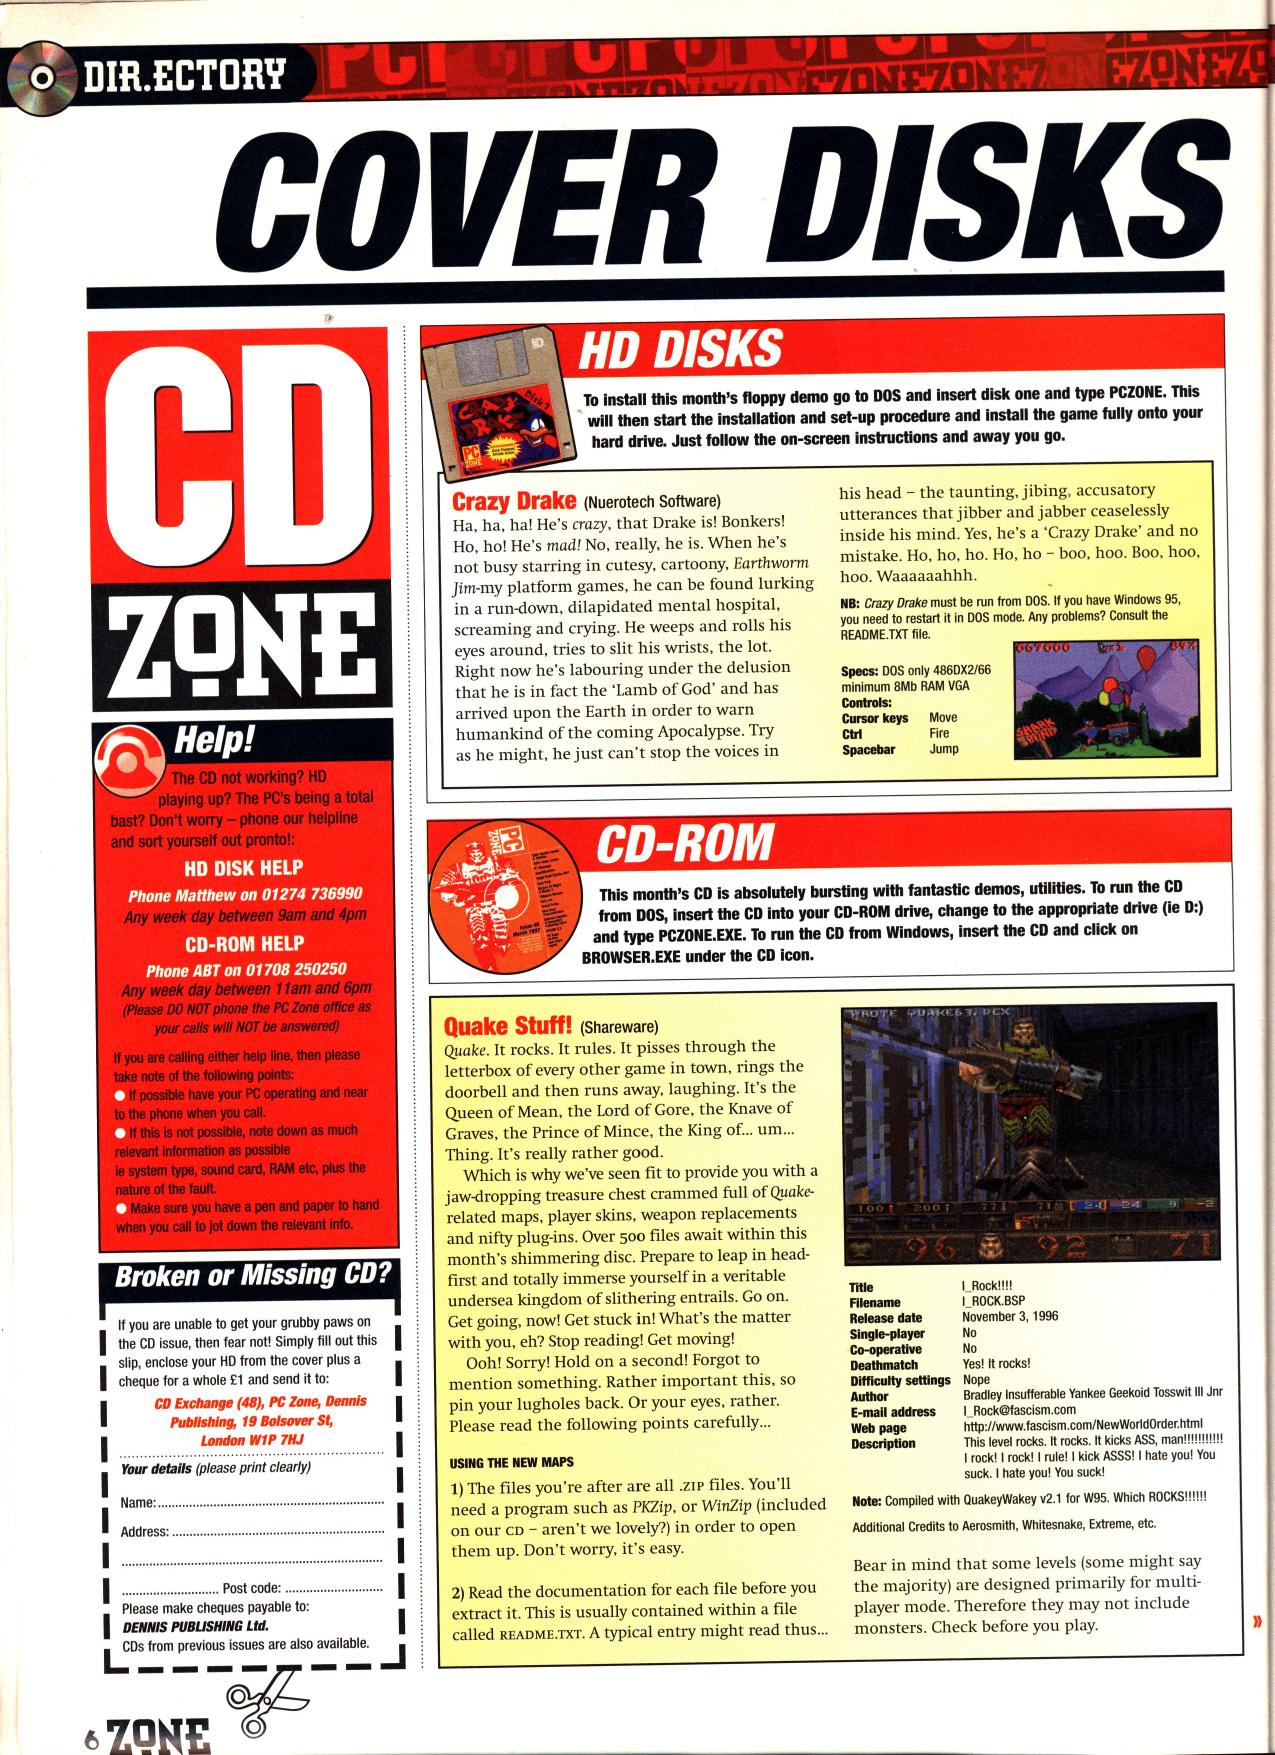 DIR.ECTORY
COVER DISKS
CD
ZONE
Help!
The CD not working? HD
playing up? The PC's being a total
bast? Don't worry – phone our helpline
and sort yourself out pronto!:
HD DISK HELP
Phone Matthew on 01274 736990
Any week day between 9am and 4pm
CD-ROM HELP
Phone ABT on 01708 250250
Any week day between 11am and 6pm
(Please DO NOT phone the PC Zone office as
your calls will NOT be answered)
If you are calling either help line, then please
take note of the following points:
● If possible have your PC operating and near
to the phone when you call.
● If this is not possible, note down as much
relevant information as possible
ie system type, sound card, RAM etc, plus the
nature of the fault.
● Make sure you have a pen and paper to hand
when you call to jot down the relevant info.
Broken or Missing CD?
If you are unable to get your grubby paws on
the CD issue, then fear not! Simply fill out this
slip, enclose your HD from the cover plus a
cheque for a whole £1 and send it to:
CD Exchange (48), PC Zone, Dennis
Publishing, 19 Bolsover St,
London W1P 7HJ
Your details (please print clearly)
Name:
Address:
Post code:
Please make cheques payable to:
DENNIS PUBLISHING Ltd.
CDs from previous issues are also available.
HD DISKS
To install this month's floppy demo go to DOS and insert disk one and type PCZONE. This
will then start the installation and set-up procedure and install the game fully onto your
hard drive. Just follow the on-screen instructions and away you go.
HD
Disk 1
CRAZY
DRAKE
PC
ZONE
Crazy Drake (Nuerotech Software)
Ha, ha, ha! He's crazy, that Drake is! Bonkers!
Ho, ho! He's mad! No, really, he is. When he's
not busy starring in cutesy, cartoony, Earthworm
Jim-my platform games, he can be found lurking
in a run-down, dilapidated mental hospital,
screaming and crying. He weeps and rolls his
eyes around, tries to slit his wrists, the lot.
Right now he's labouring under the delusion
that he is in fact the 'Lamb of God' and has
arrived upon the Earth in order to warn
humankind of the coming Apocalypse. Try
as he might, he just can't stop the voices in
his head – the taunting, jibing, accusatory
utterances that jibber and jabber ceaselessly
inside his mind. Yes, he's a 'Crazy Drake' and no
mistake. Ho, ho, ho. Ho, ho – boo, hoo. Boo, hoo,
hoo. Waaaaaahhh.
NB: Crazy Drake must be run from DOS. If you have Windows 95,
you need to restart it in DOS mode. Any problems? Consult the
README.TXT file.
Specs: DOS only 486DX2/66
minimum 8Mb RAM VGA
Controls:
Cursor keys Move
Ctrl Fire
Spacebar Jump
SHARK
POND
CD-ROM
This month's CD is absolutely bursting with fantastic demos, utilities. To run the CD
from DOS, insert the CD into your CD-ROM drive, change to the appropriate drive (ie D:)
and type PCZONE.EXE. To run the CD from Windows, insert the CD and click on
BROWSER.EXE under the CD icon.
PC
ZONE
Issue 48
March 1997
Quake Stuff! (Shareware)
Quake. It rocks. It rules. It pisses through the
letterbox of every other game in town, rings the
doorbell and then runs away, laughing. It's the
Queen of Mean, the Lord of Gore, the Knave of
Graves, the Prince of Mince, the King of... um...
Thing. It's really rather good.
Which is why we've seen fit to provide you with a
jaw-dropping treasure chest crammed full of Quake-
related maps, player skins, weapon replacements
and nifty plug-ins. Over 500 files await within this
month's shimmering disc. Prepare to leap in head-
first and totally immerse yourself in a veritable
undersea kingdom of slithering entrails. Go on.
Get going, now! Get stuck in! What's the matter
with you, eh? Stop reading! Get moving!
Ooh! Sorry! Hold on a second! Forgot to
mention something. Rather important this, so
pin your lugholes back. Or your eyes, rather.
Please read the following points carefully...
USING THE NEW MAPS
1) The files you're after are all .ZIP files. You'll
need a program such as PKZip, or WinZip (included
on our CD – aren't we lovely?) in order to open
them up. Don't worry, it's easy.
2) Read the documentation for each file before you
extract it. This is usually contained within a file
called README.TXT. A typical entry might read thus...
WROTE QUAKE63.PCX
96 92 71
Title I_Rock!!!!
Filename I_ROCK.BSP
Release date November 3, 1996
Single-player No
Co-operative No
Deathmatch Yes! It rocks!
Difficulty settings Nope
Author Bradley Insufferable Yankee Geekoid Tosswit III Jnr
E-mail address I_Rock@fascism.com
Web page http://www.fascism.com/NewWorldOrder.html
Description This level rocks. It rocks. It kicks ASS, man!!!!!!!!!!!
I rock! I rock! I rule! I kick ASSS! I hate you! You
suck. I hate you! You suck!
Note: Compiled with QuakeyWakey v2.1 for W95. Which ROCKS!!!!!!
Additional Credits to Aerosmith, Whitesnake, Extreme, etc.
Bear in mind that some levels (some might say
the majority) are designed primarily for multi-
player mode. Therefore they may not include
monsters. Check before you play.
»
6 ZONE